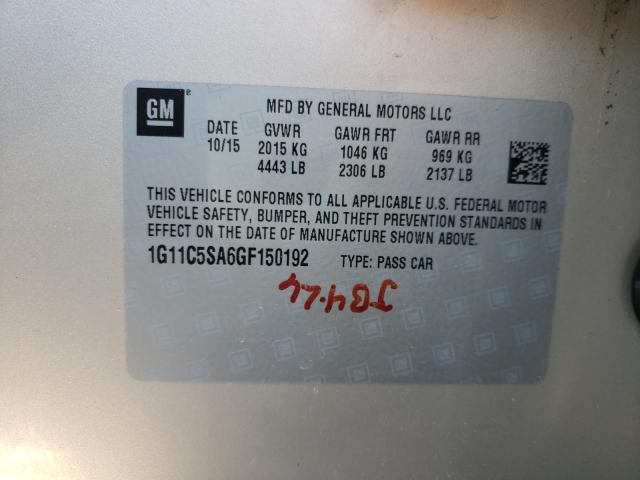 GM ® MFD BY GENERAL MOTORS LLC
DATE GVWR GAWR FRT GAWR RR
10/15 2015 KG 1046 KG 969 KG
4443 LB 2306 LB 2137 LB
THIS VEHICLE CONFORMS TO ALL APPLICABLE U.S. FEDERAL MOTOR
VEHICLE SAFETY, BUMPER, AND THEFT PREVENTION STANDARDS IN
EFFECT ON THE DATE OF MANUFACTURE SHOWN ABOVE.
1G11C5SA6GF150192 TYPE: PASS CAR